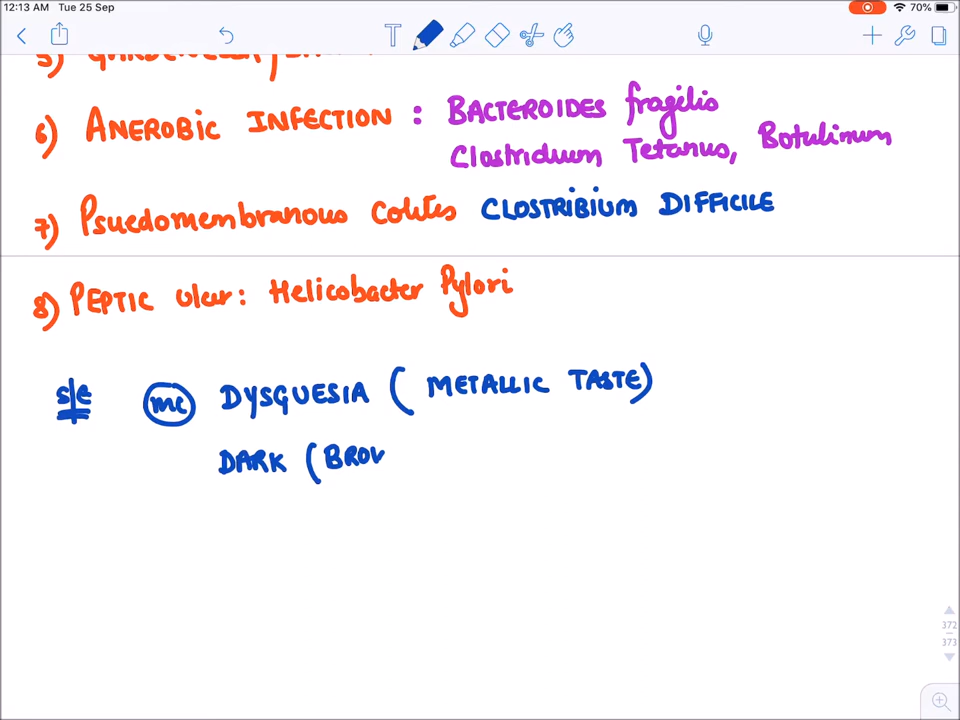 12:13 AM Tue 25 Sep 70%
T
6) ANEROBIC INFECTION : BACTEROIDES fragilis
Clostridium Tetanus, Botulinum
7) Psuedomembranous Colites CLOSTRIBIUM DIFFICILE
8) PEPTIC ulcer: Helicobacter Pylori
S/E mc DYSGUESIA ( METALLIC TASTE)
DARK (BROV
372
373